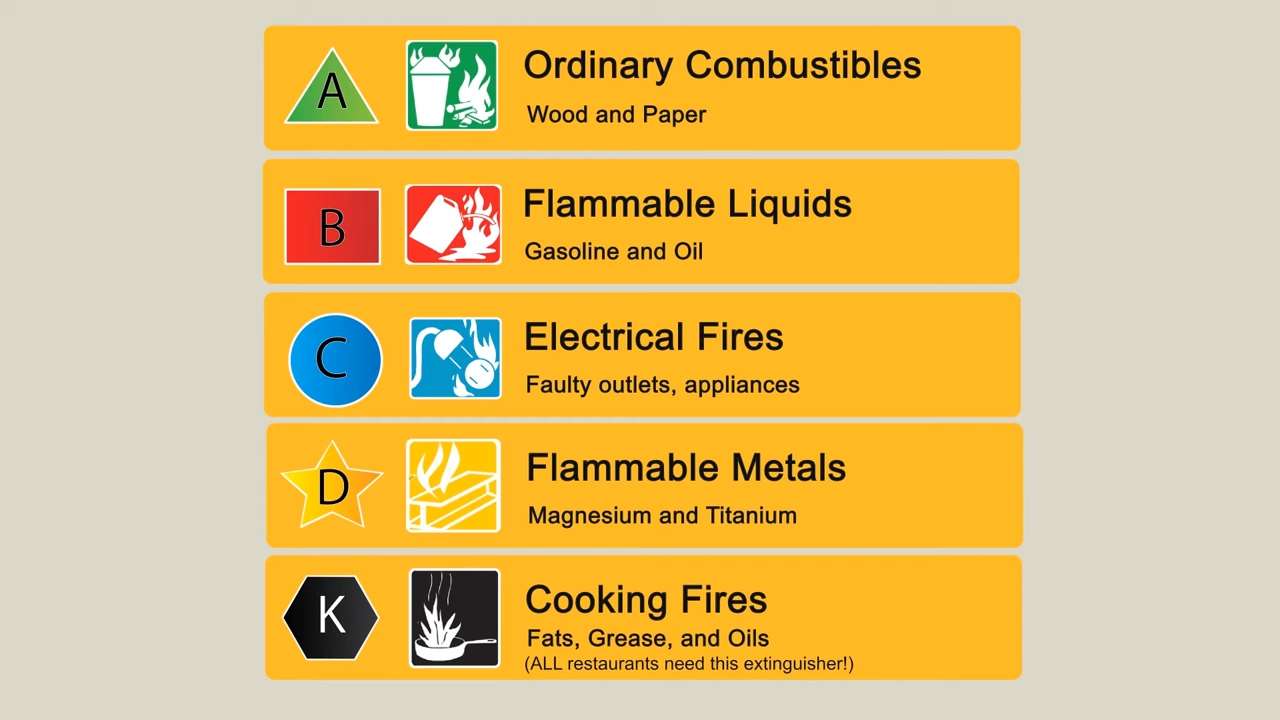 A
Ordinary Combustibles
Wood and Paper
B
Flammable Liquids
Gasoline and Oil
C
Electrical Fires
Faulty outlets, appliances
D
Flammable Metals
Magnesium and Titanium
K
Cooking Fires
Fats, Grease, and Oils
(ALL restaurants need this extinguisher!)